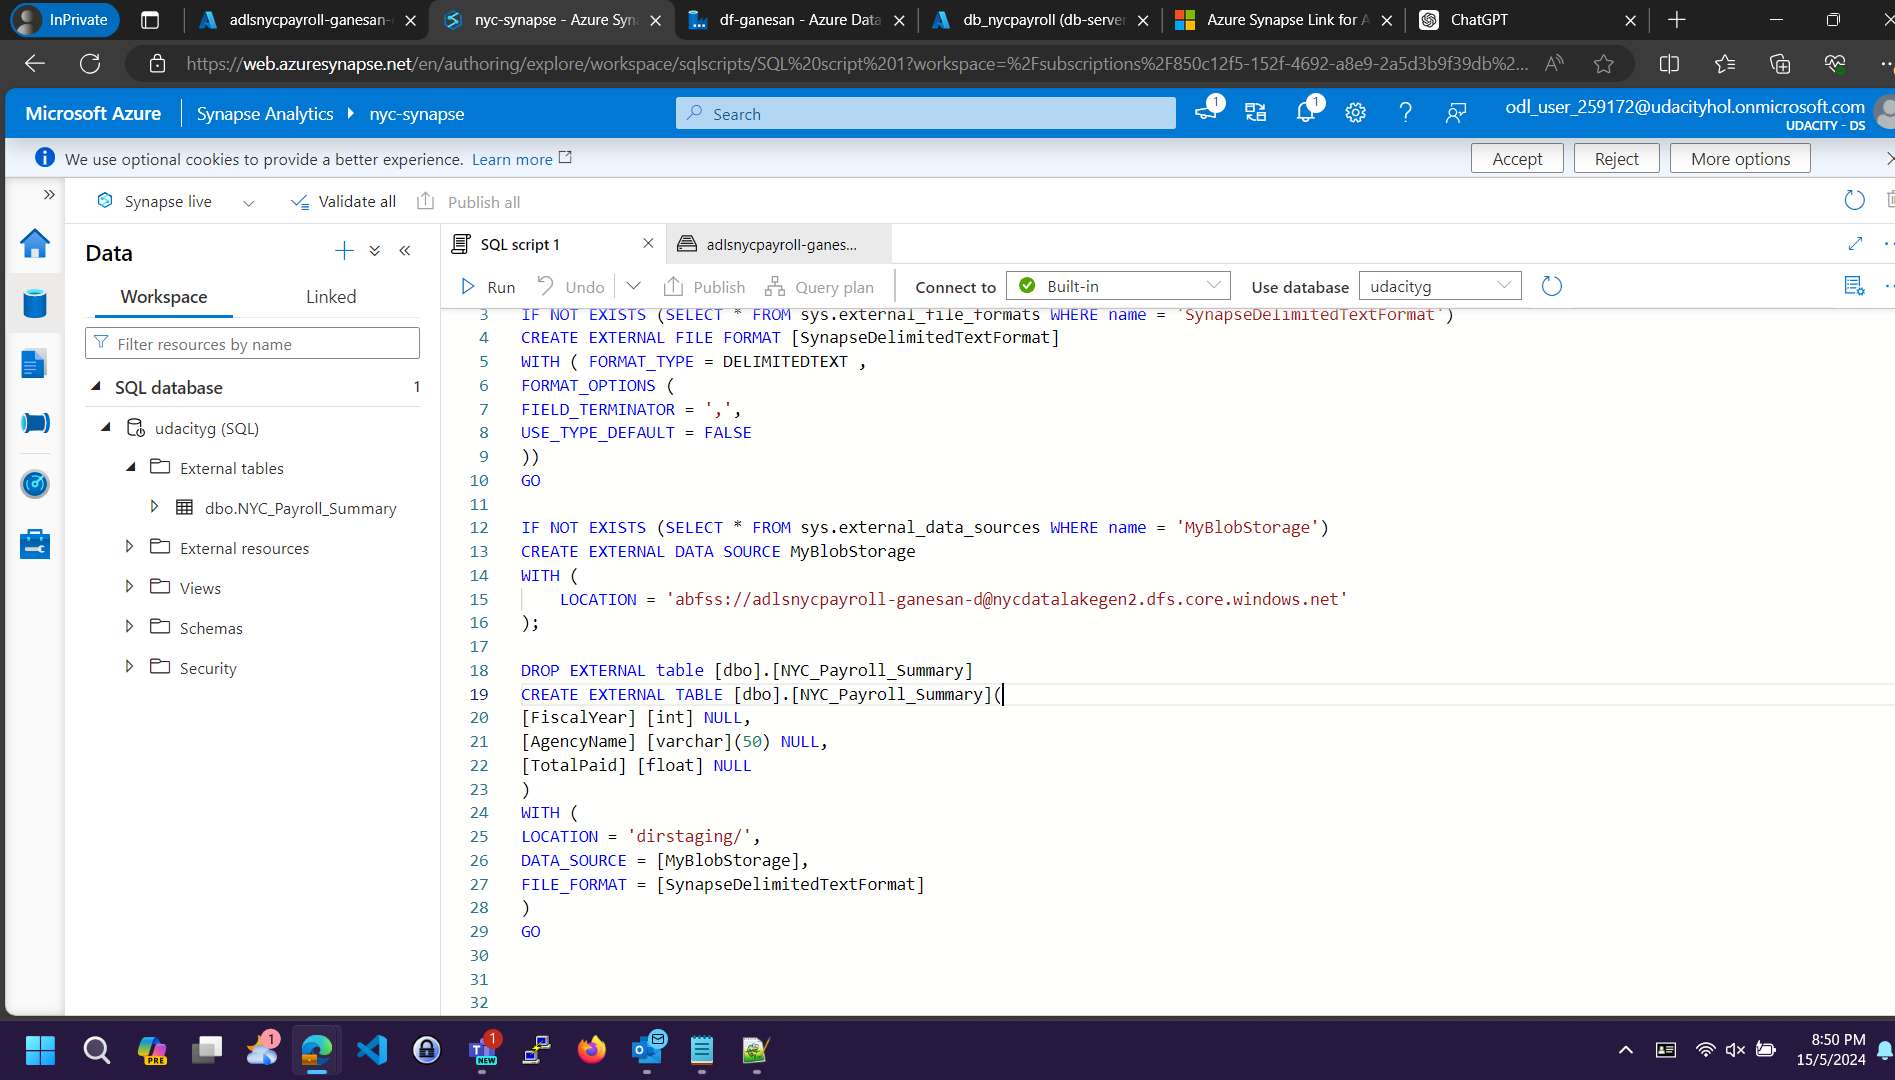 InPrivate
adlsnycpayroll-ganesan-
nyc-synapse - Azure Syna
df-ganesan - Azure Data
db_nycpayroll (db-server
Azure Synapse Link for A
ChatGPT
https://web.azuresynapse.net/en/authoring/explore/workspace/sqlscripts/SQL%20script%201?workspace=%2Fsubscriptions%2F850c12f5-152f-4692-a8e9-2a5d3b9f39db%2...
Microsoft Azure
Synapse Analytics
nyc-synapse
Search
1
1
odl_user_259172@udacityhol.onmicrosoft.com
UDACITY - DS
We use optional cookies to provide a better experience. Learn more
Accept
Reject
More options
Synapse live
Validate all
Publish all
Data
Workspace
Linked
Filter resources by name
SQL database 1
udacityg (SQL)
External tables
dbo.NYC_Payroll_Summary
External resources
Views
Schemas
Security
SQL script 1
adlsnycpayroll-ganes...
Run
Undo
Publish
Query plan
Connect to
Built-in
Use database
udacityg
3 IF NOT EXISTS (SELECT * FROM sys.external_file_formats WHERE name = 'SynapseDelimitedTextFormat')
4 CREATE EXTERNAL FILE FORMAT [SynapseDelimitedTextFormat]
5 WITH ( FORMAT_TYPE = DELIMITEDTEXT ,
6 FORMAT_OPTIONS (
7 FIELD_TERMINATOR = ',',
8 USE_TYPE_DEFAULT = FALSE
9 ))
10 GO
11
12 IF NOT EXISTS (SELECT * FROM sys.external_data_sources WHERE name = 'MyBlobStorage')
13 CREATE EXTERNAL DATA SOURCE MyBlobStorage
14 WITH (
15 LOCATION = 'abfss://adlsnycpayroll-ganesan-d@nycdatalakegen2.dfs.core.windows.net'
16 );
17
18 DROP EXTERNAL table [dbo].[NYC_Payroll_Summary]
19 CREATE EXTERNAL TABLE [dbo].[NYC_Payroll_Summary](
20 [FiscalYear] [int] NULL,
21 [AgencyName] [varchar](50) NULL,
22 [TotalPaid] [float] NULL
23 )
24 WITH (
25 LOCATION = 'dirstaging/',
26 DATA_SOURCE = [MyBlobStorage],
27 FILE_FORMAT = [SynapseDelimitedTextFormat]
28 )
29 GO
30
31
32
PRE
1
1
NEW
8:50 PM
15/5/2024